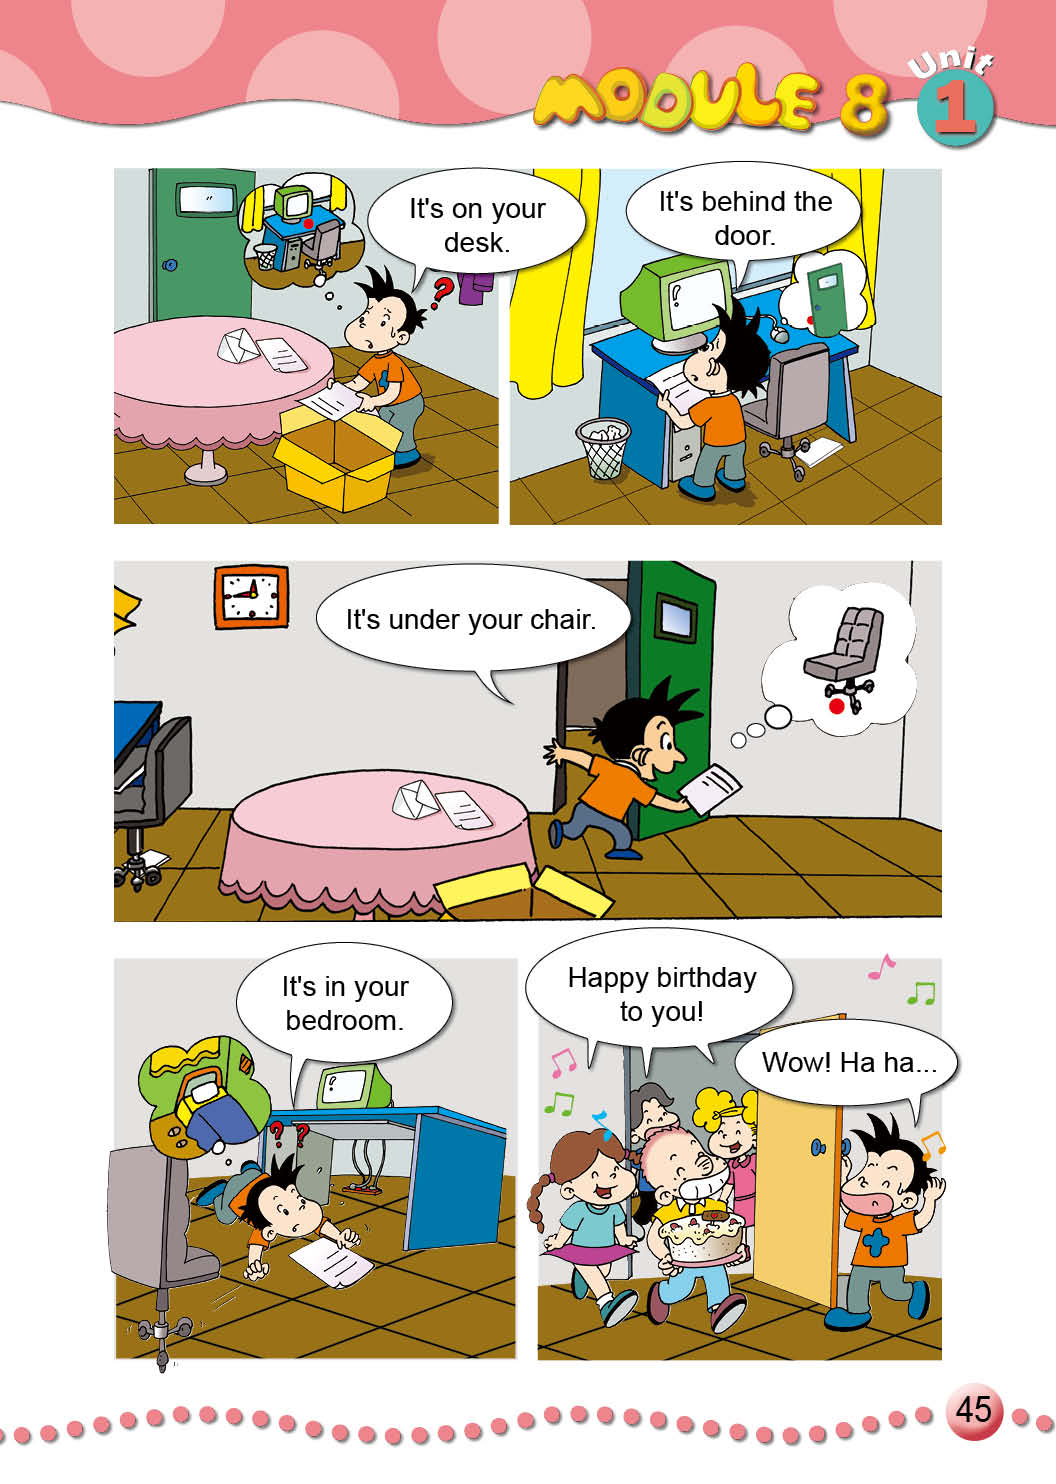 MODULE 8
Unit
1
It's on your
desk.
It's behind the
door.
It's under your chair.
It's in your
bedroom.
Happy birthday
to you!
Wow! Ha ha...
45